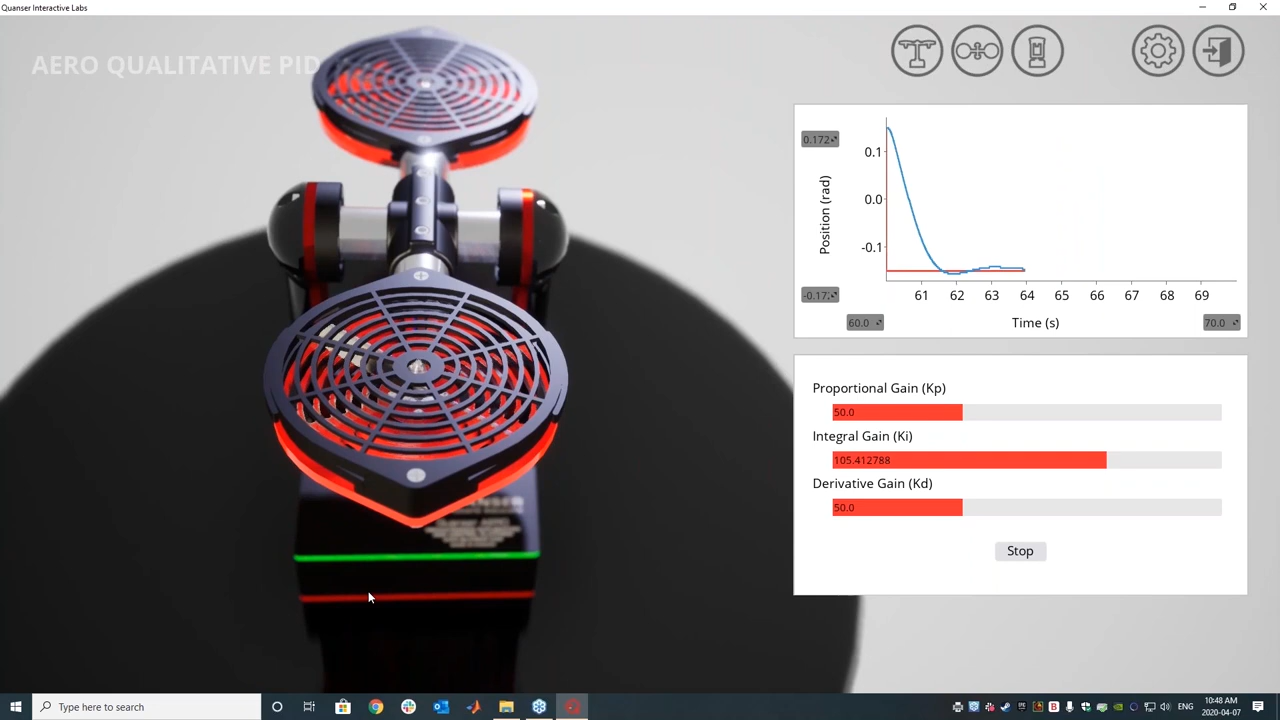 Quanser Interactive Labs
AERO QUALITATIVE PID
0.172
0.1
0.0
-0.1
-0.17
Position (rad)
61 62 63 64 65 66 67 68 69
60.0 Time (s) 70.0
Proportional Gain (Kp)
50.0
Integral Gain (Ki)
105.412788
Derivative Gain (Kd)
50.0
Stop
Type here to search
ENG
10:48 AM
2020-04-07